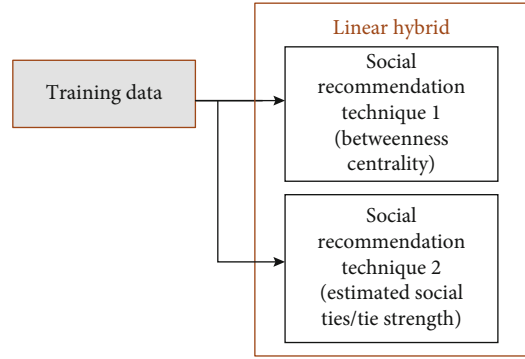 Linear hybrid
Training data
Social
recommendation
technique 1
(betweenness
centrality)
Social
recommendation
technique 2
(estimated social
ties/tie strength)